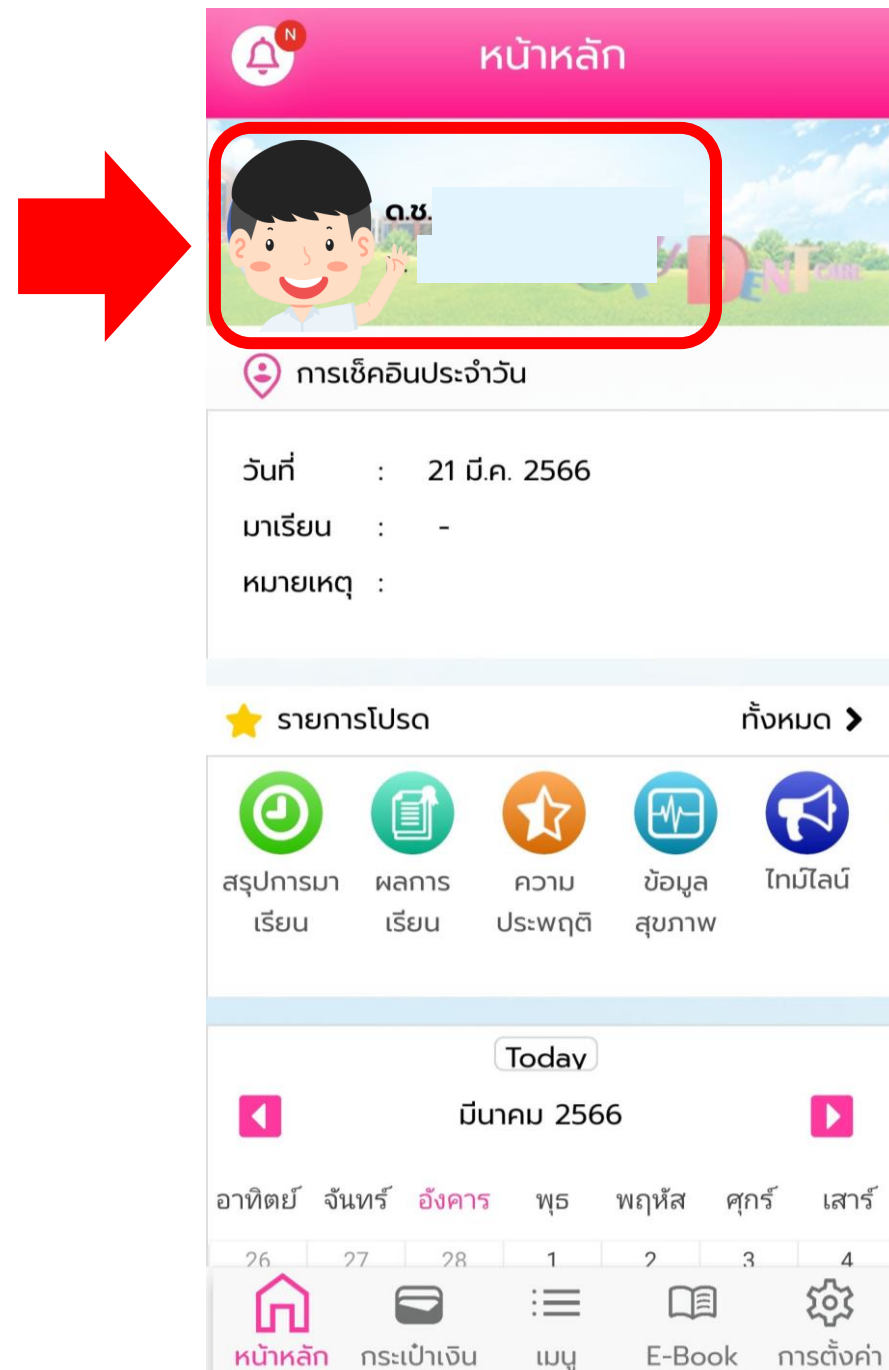 N
หน้าหลัก
ด.ช.
DENT CARE
การเช็คอินประจำวัน
วันที่ : 21 มี.ค. 2566
มาเรียน : -
หมายเหตุ :
รายการโปรด ทั้งหมด
สรุปการมา ผลการ ความ ข้อมูล ไทม์ไลน์
เรียน เรียน ประพฤติ สุขภาพ
Today
มีนาคม 2566
อาทิตย์ จันทร์ อังคาร พุธ พฤหัส ศุกร์ เสาร์
26 27 28 1 2 3 4
หน้าหลัก กระเป๋าเงิน เมนู E-Book การตั้งค่า